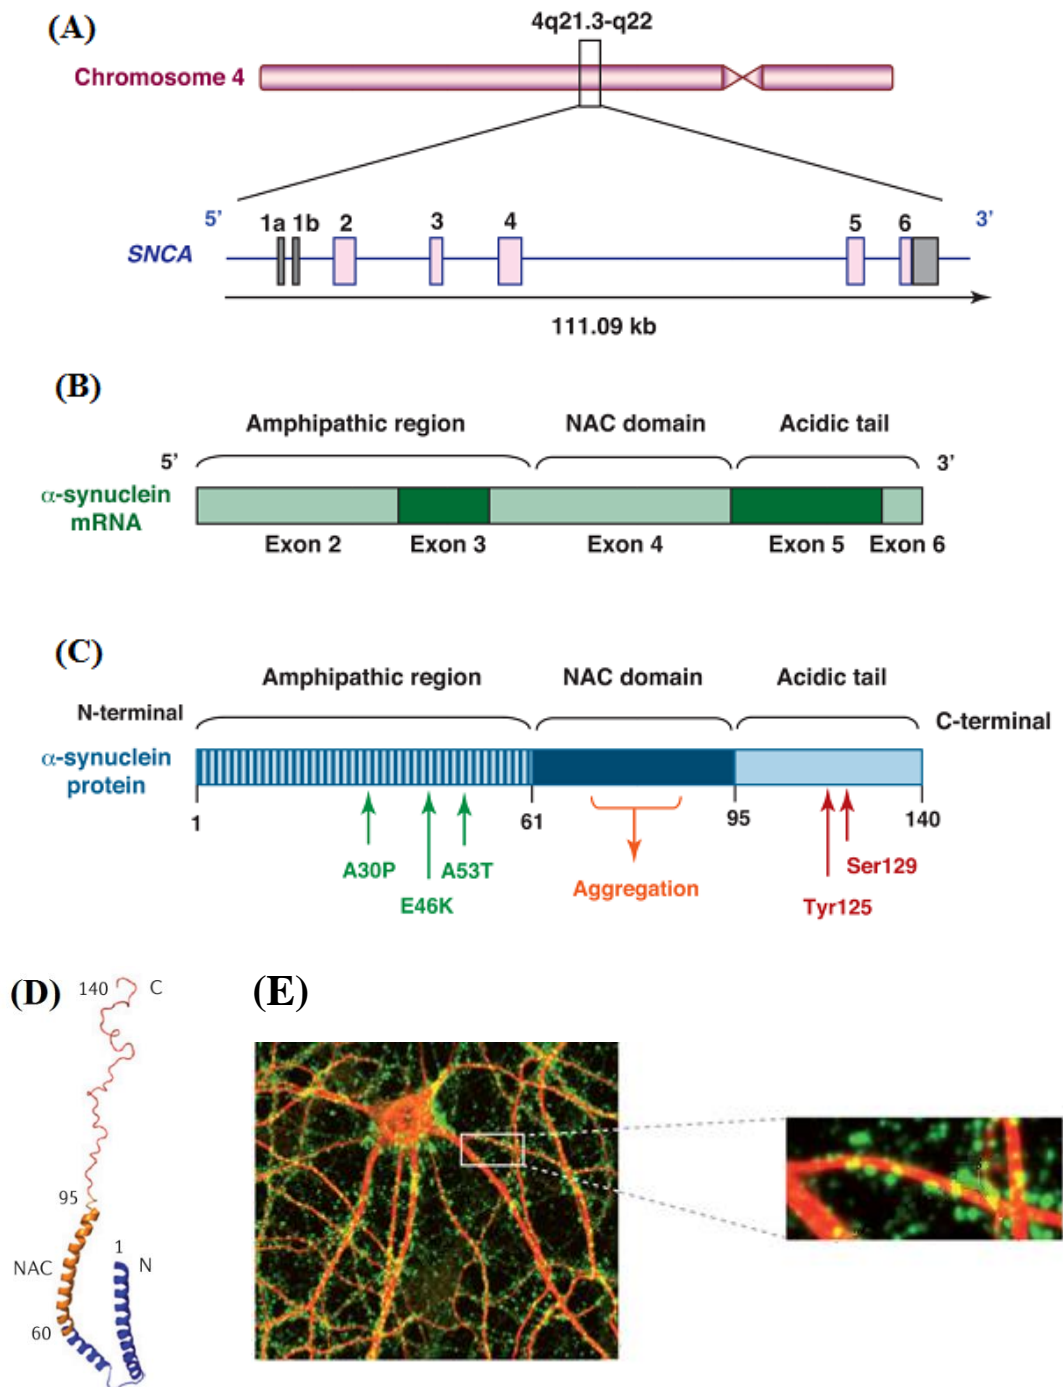 (A)
4q21.3-q22
Chromosome 4
5’
3’
1a 1b 2 3 4 5 6
SNCA
111.09 kb
(B)
Amphipathic region NAC domain Acidic tail
5’ 3’
α-synuclein
mRNA
Exon 2 Exon 3 Exon 4 Exon 5 Exon 6
(C)
Amphipathic region NAC domain Acidic tail
N-terminal C-terminal
α-synuclein
protein
1 61 95 140
A30P A53T Ser129
E46K Aggregation Tyr125
(D) 140 C
95
1
NAC N
60
(E)